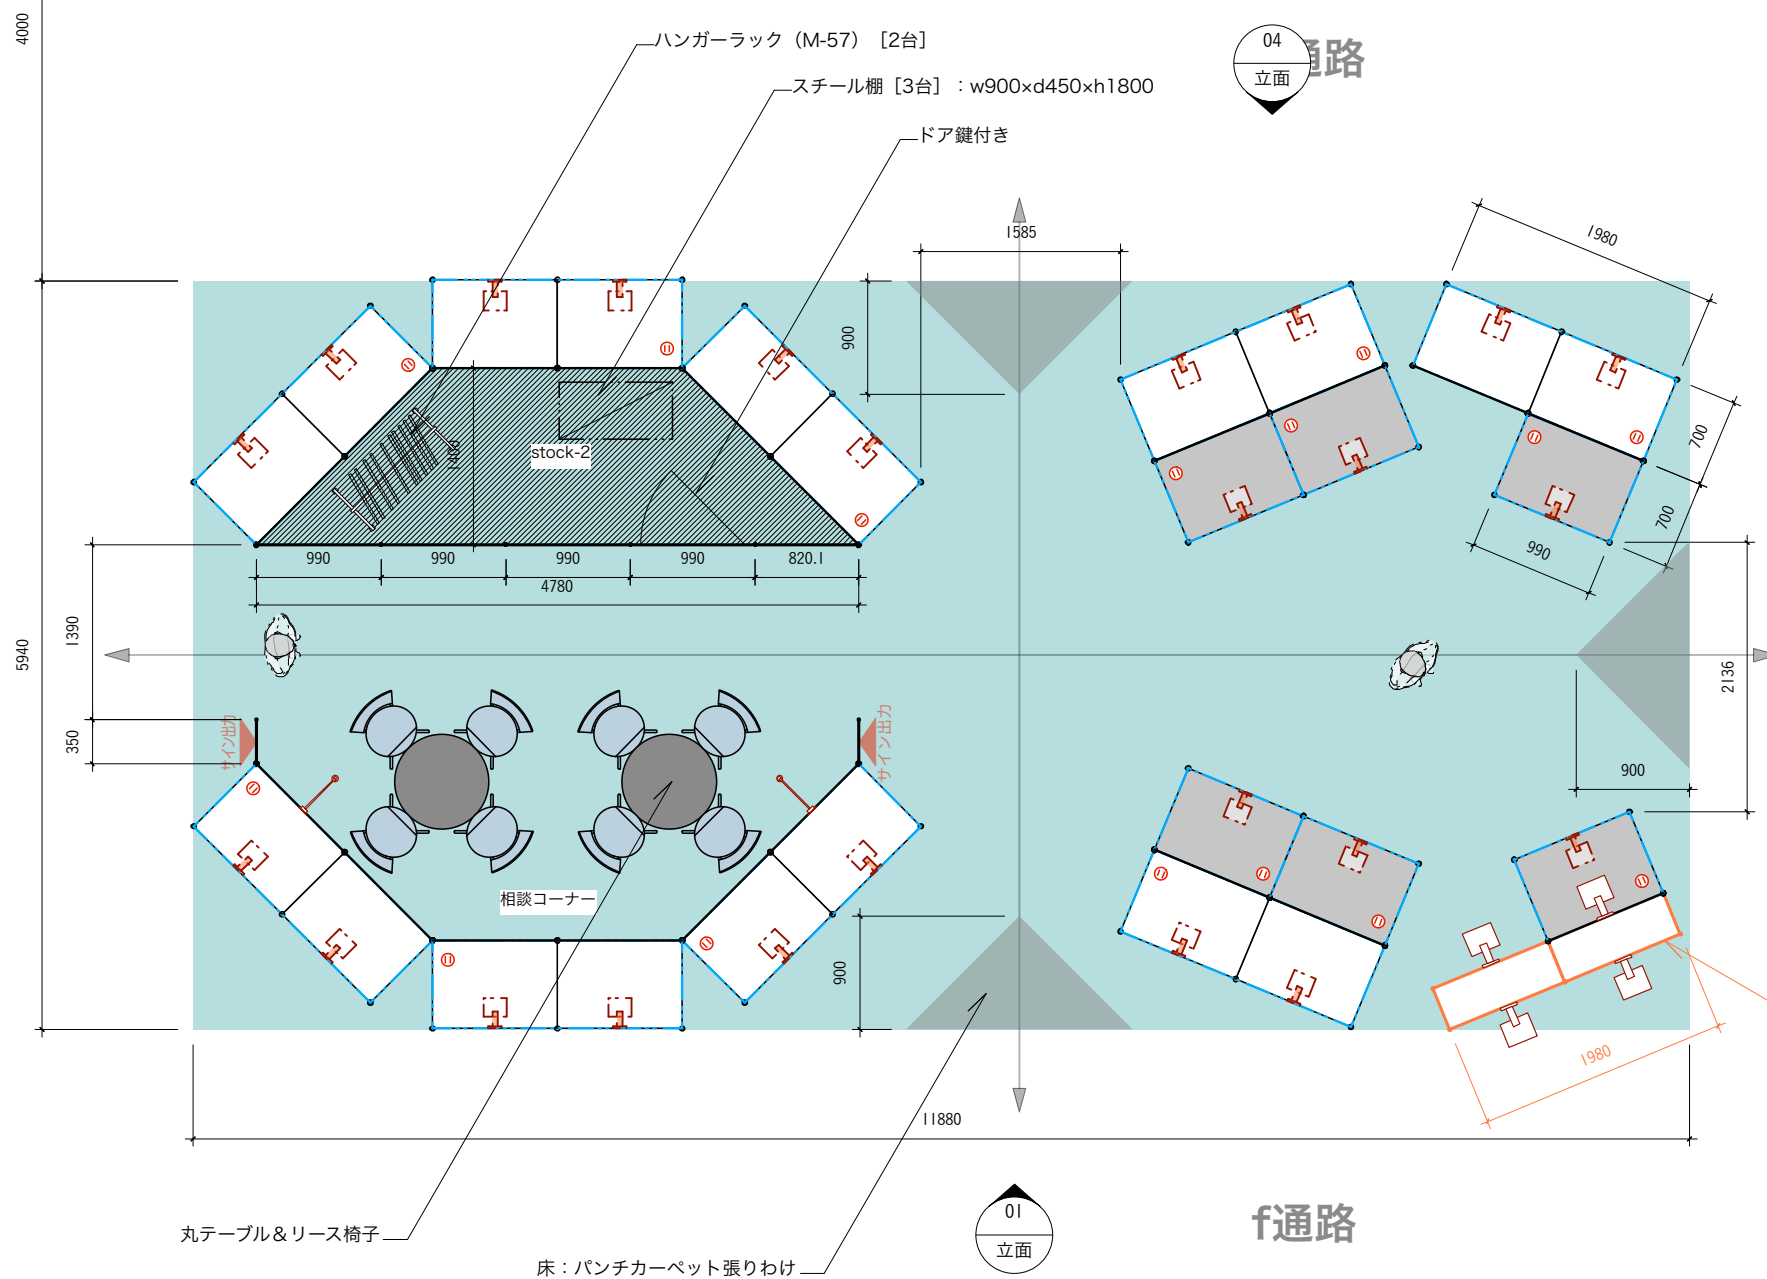 4000
ハンガーラック（M-57）［2台］
04
立面
通路
スチール棚［3台］：w900×d450×h1800
ドア鍵付き
1585
1980
900
700
1400
stock-2
700
990
990
990
990
990
820.1
4780
1390
5940
2136
350
サイン出力
サイン出力
900
相談コーナー
900
1980
11880
01
立面
f通路
丸テーブル＆リース椅子
床：パンチカーペット張りわけ